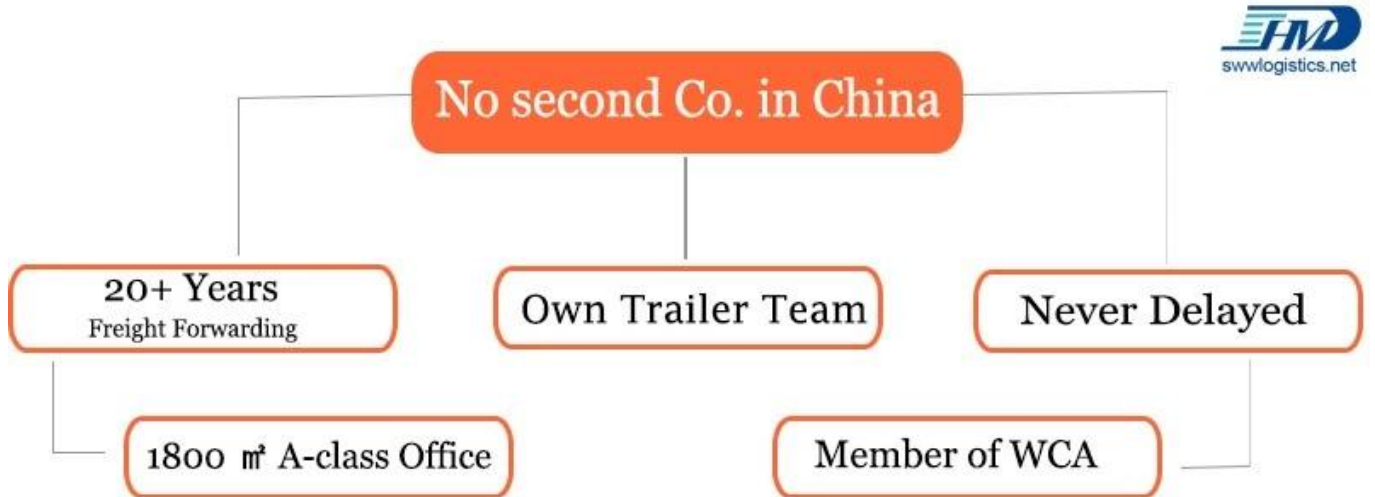 HMD
swwlogistics.net
No second Co. in China
20+ Years
Freight Forwarding
Own Trailer Team
Never Delayed
1800 ㎡ A-class Office
Member of WCA